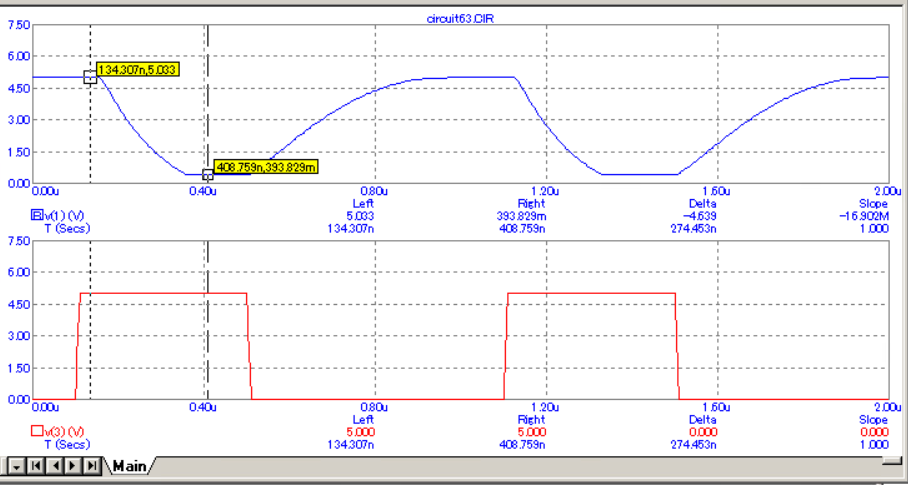 circuit63.CIR
7.50
6.00
4.50
3.00
1.50
0.00
134.307n,5.033
408.759n,393.829m
0.00u 0.40u 0.80u 1.20u 1.60u 2.00u
Left Right Delta Slope
v(1) (V) 5.033 393.829m -4.639 -16.902M
T (Secs) 134.307n 408.759n 274.453n 1.000
7.50
6.00
4.50
3.00
1.50
0.00
0.00u 0.40u 0.80u 1.20u 1.60u 2.00u
Left Right Delta Slope
v(3) (V) 5.000 5.000 0.000 0.000
T (Secs) 134.307n 408.759n 274.453n 1.000
Main